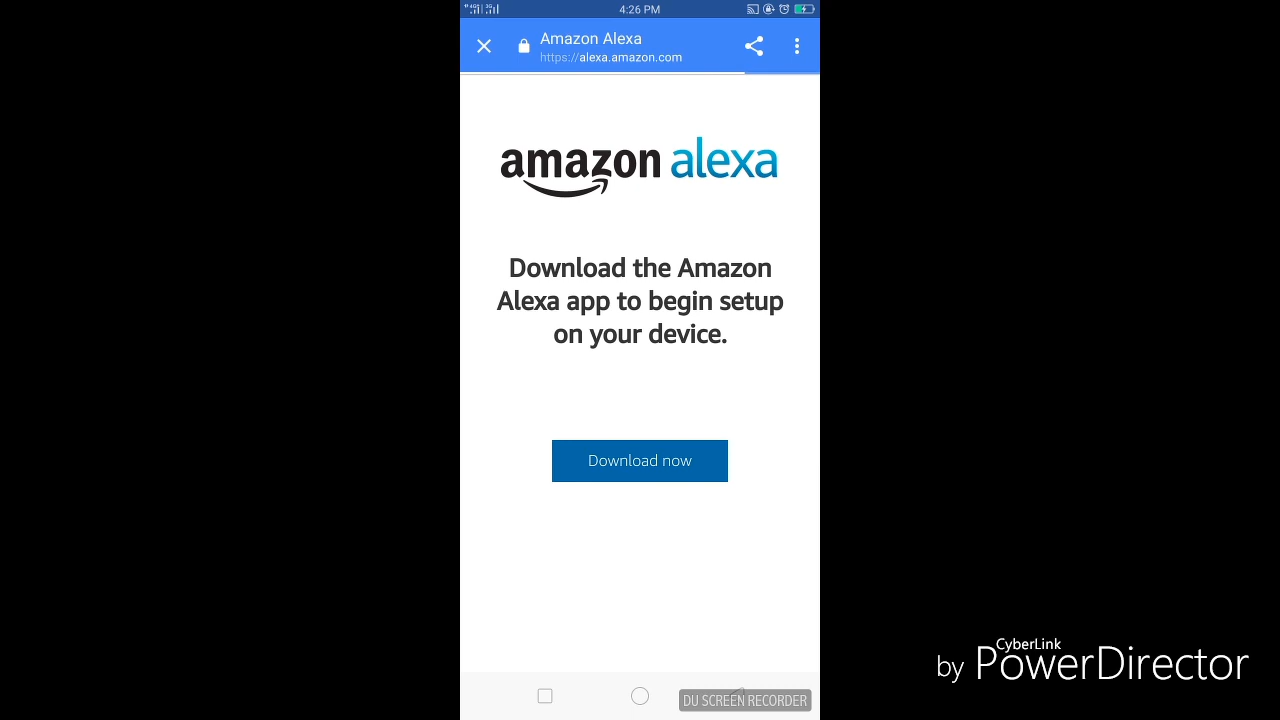 4:26 PM
Amazon Alexa
https://alexa.amazon.com
amazon alexa
Download the Amazon
Alexa app to begin setup
on your device.
Download now
CyberLink
by PowerDirector
DU SCREEN RECORDER